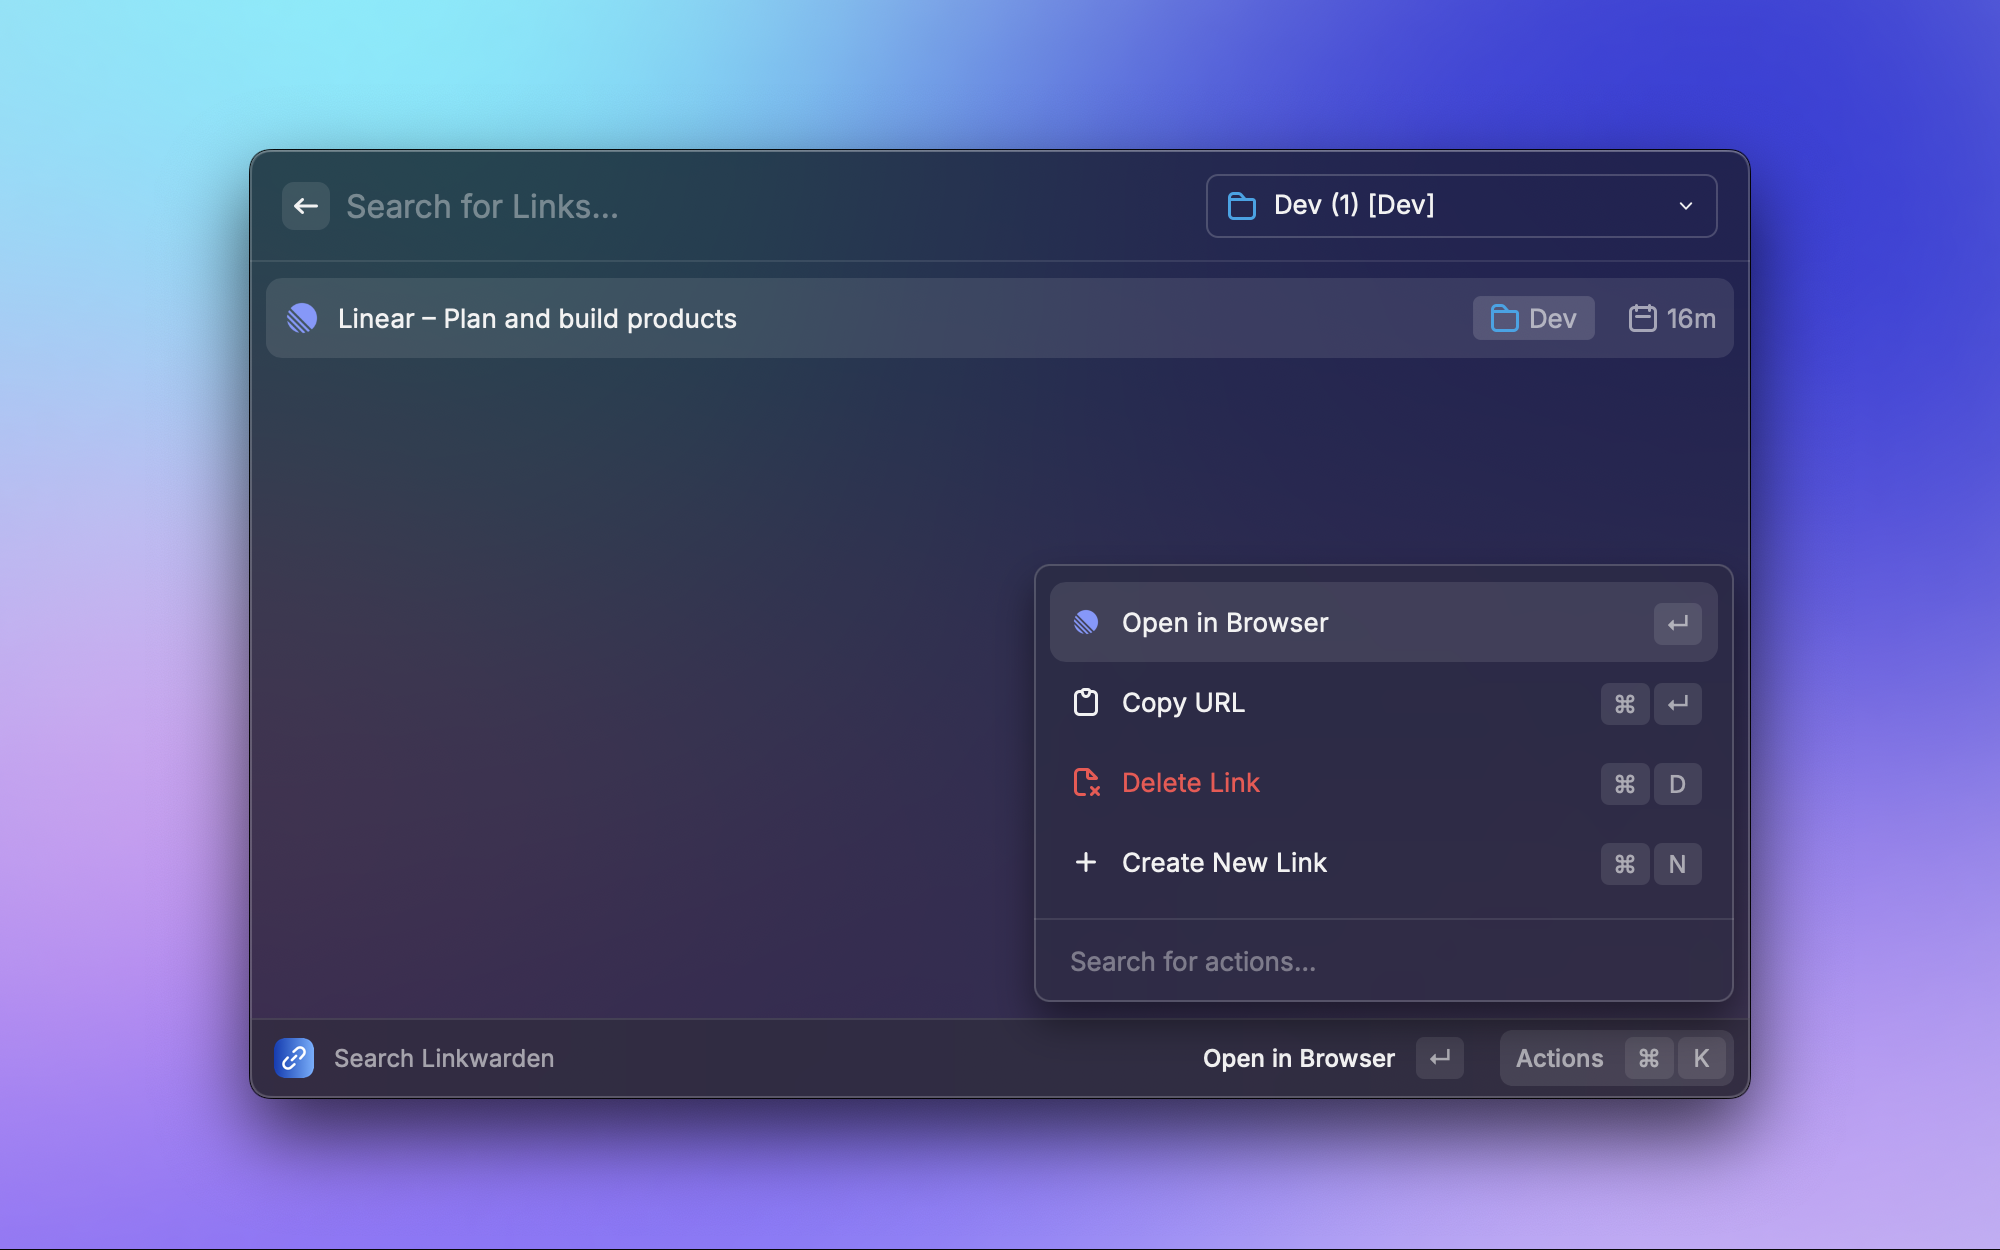 Search for Links...
Dev (1) [Dev]
Linear – Plan and build products
Dev
16m
Open in Browser
↵
Copy URL
⌘ ↵
Delete Link
⌘ D
Create New Link
⌘ N
Search for actions...
Search Linkwarden
Open in Browser ↵
Actions ⌘ K